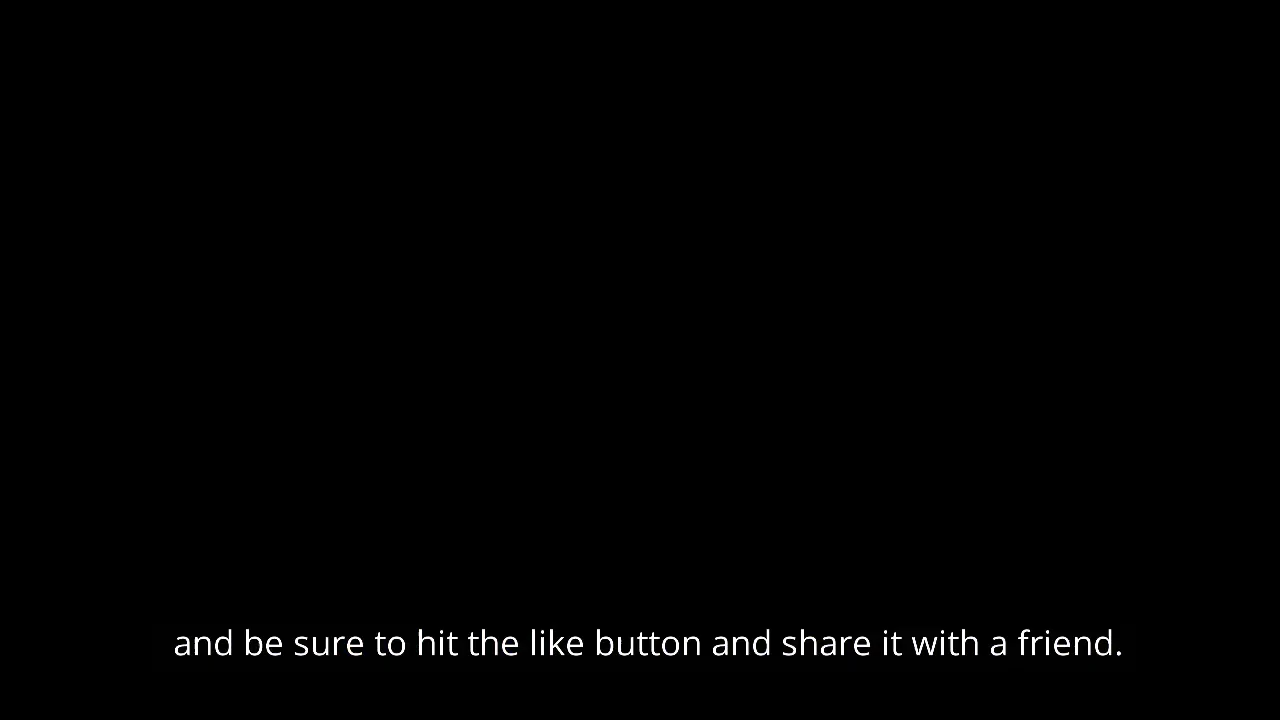 and be sure to hit the like button and share it with a friend.